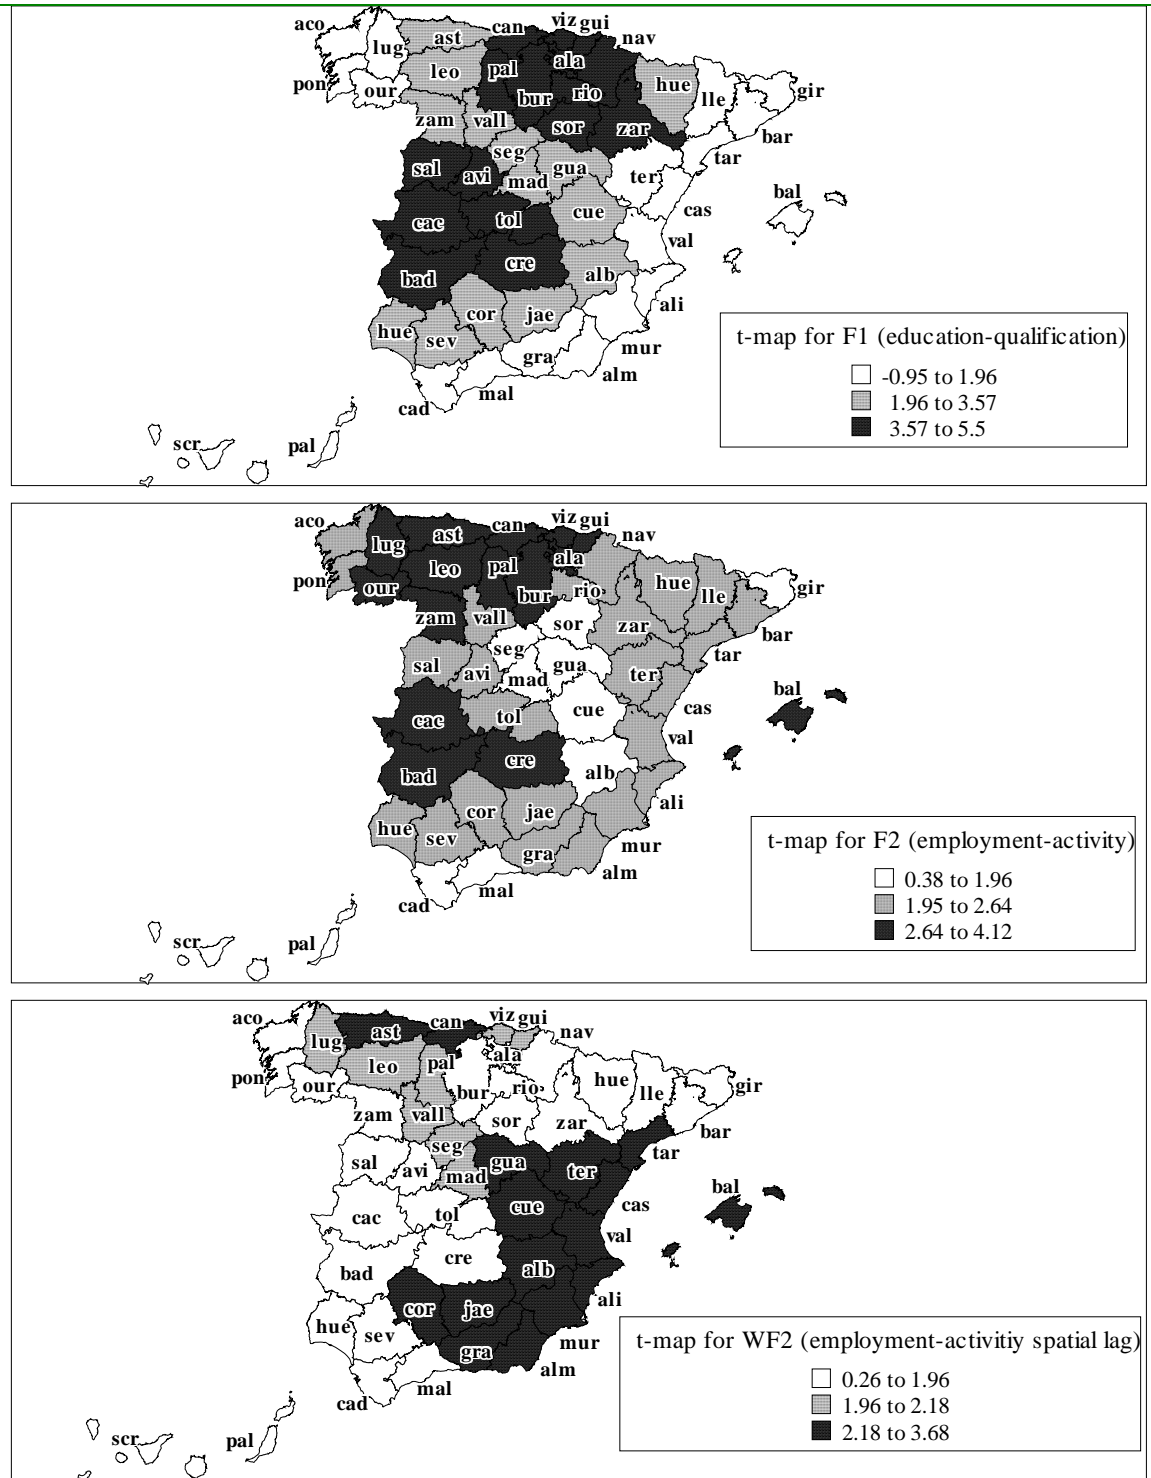 aco
can
viz gui
nav
lug
ast
leo
pal
ala
bur
rio
hue
lle
gir
pon
our
zam
vall
sor
zar
bar
tar
seg
gua
sal
avi
mad
ter
bal
cas
cac
tol
cue
val
bad
cre
alb
ali
hue
sev
cor
jae
gra
mur
alm
mal
cad
scr
pal
t-map for F1 (education-qualification)
-0.95 to 1.96
1.96 to 3.57
3.57 to 5.5
aco
can
viz gui
nav
lug
ast
leo
pal
ala
bur
rio
hue
lle
gir
pon
our
zam
vall
sor
zar
bar
tar
seg
gua
sal
avi
mad
ter
bal
cas
cac
tol
cue
val
bad
cre
alb
ali
hue
sev
cor
jae
gra
mur
alm
mal
cad
scr
pal
t-map for F2 (employment-activity)
0.38 to 1.96
1.95 to 2.64
2.64 to 4.12
aco
can
viz gui
nav
lug
ast
leo
pal
ala
bur
rio
hue
lle
gir
pon
our
zam
vall
sor
zar
bar
tar
seg
gua
sal
avi
mad
ter
bal
cas
cac
tol
cue
val
bad
cre
alb
ali
hue
sev
cor
jae
gra
mur
alm
mal
cad
scr
pal
t-map for WF2 (employment-activitiy spatial lag)
0.26 to 1.96
1.96 to 2.18
2.18 to 3.68